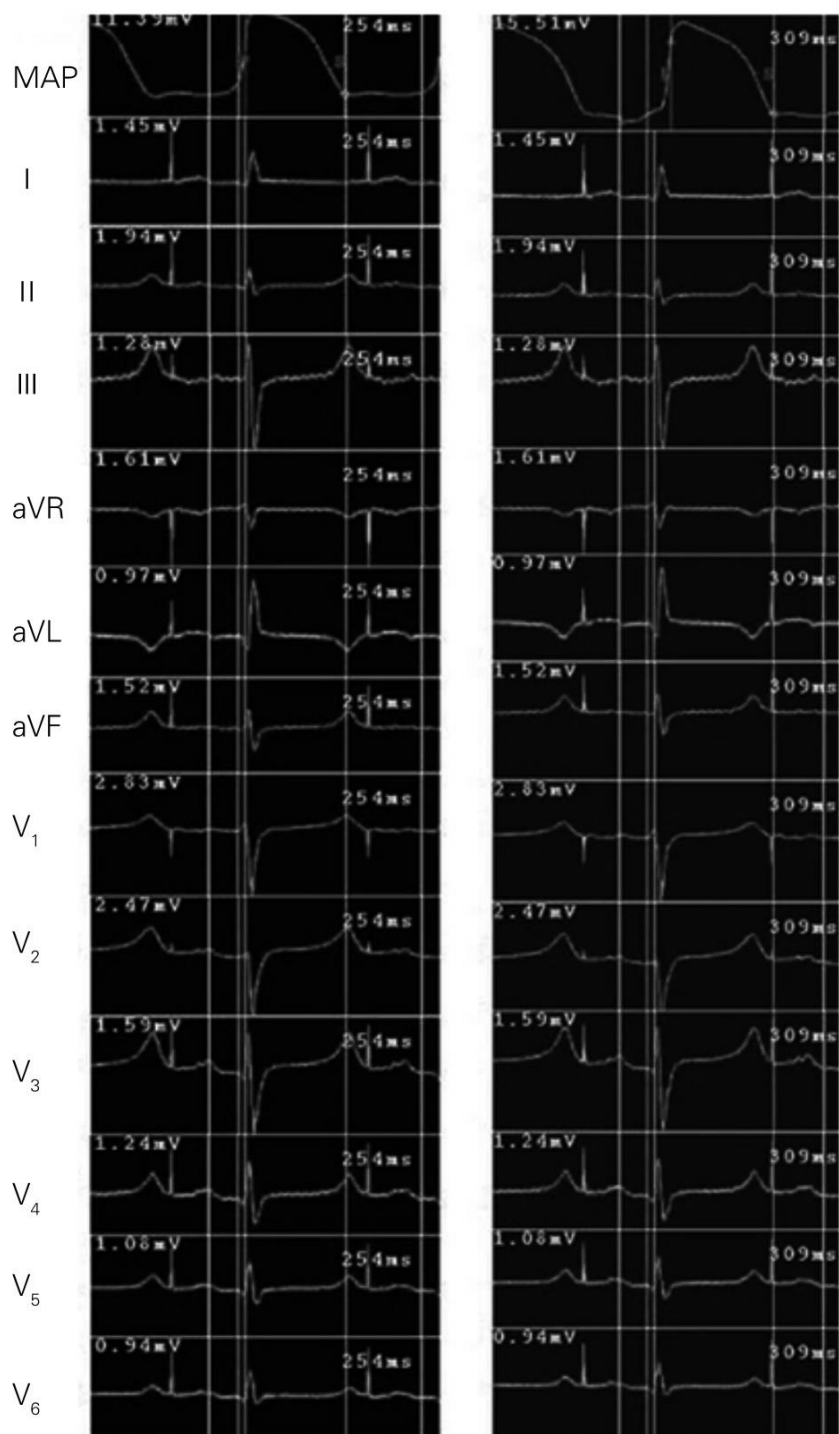 11.39mV 254ms 15.51mV 309ms
MAP
1.45mV 254ms 1.45mV 309ms
I
1.94mV 254ms 1.94mV 309ms
II
1.28mV 254ms 1.28mV 309ms
III
1.61mV 254ms 1.61mV 309ms
aVR
0.97mV 254ms 0.97mV 309ms
aVL
1.52mV 254ms 1.52mV 309ms
aVF
2.83mV 254ms 2.83mV 309ms
V1
2.47mV 254ms 2.47mV 309ms
V2
1.59mV 254ms 1.59mV 309ms
V3
1.24mV 254ms 1.24mV 309ms
V4
1.08mV 254ms 1.08mV 309ms
V5
0.94mV 254ms 0.94mV 309ms
V6